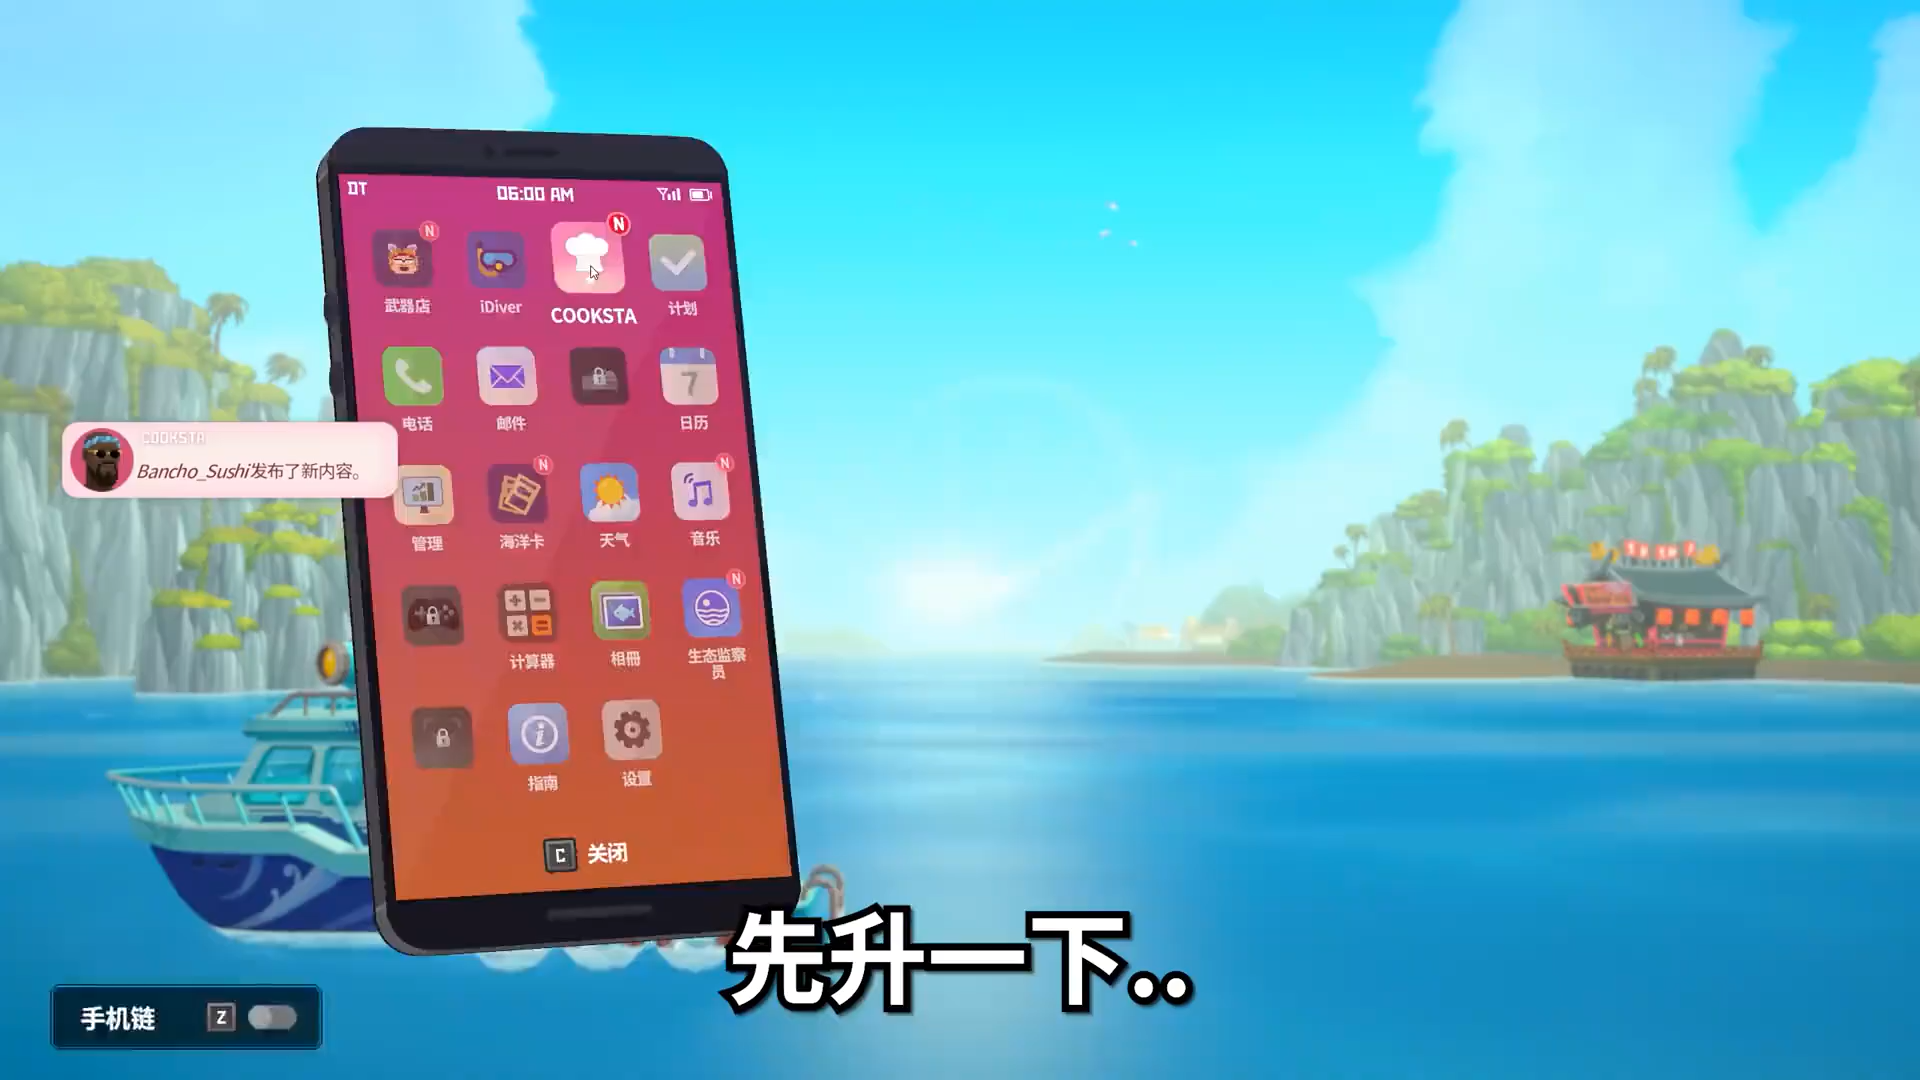 DT
06:00 AM
N
N
武器店
iDiver
COOKSTA
计划
电话
邮件
7
日历
COOKSTA
Bancho_Sushi发布了新内容。
N
N
管理
海洋卡
天气
音乐
N
计算器
相册
生态监察
员
指南
设置
C 关闭
先升一下..
手机链 Z